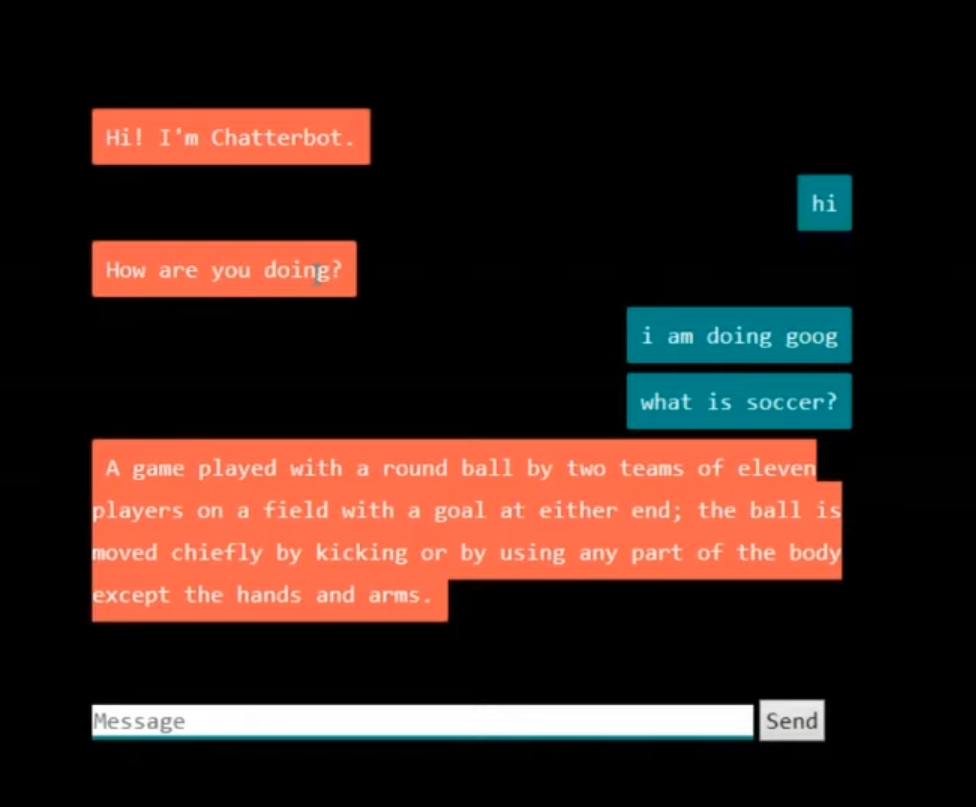 Hi! I'm Chatterbot.
hi
How are you doing?
i am doing goog
what is soccer?
A game played with a round ball by two teams of eleven
players on a field with a goal at either end; the ball is
moved chiefly by kicking or by using any part of the body
except the hands and arms.
Message
Send